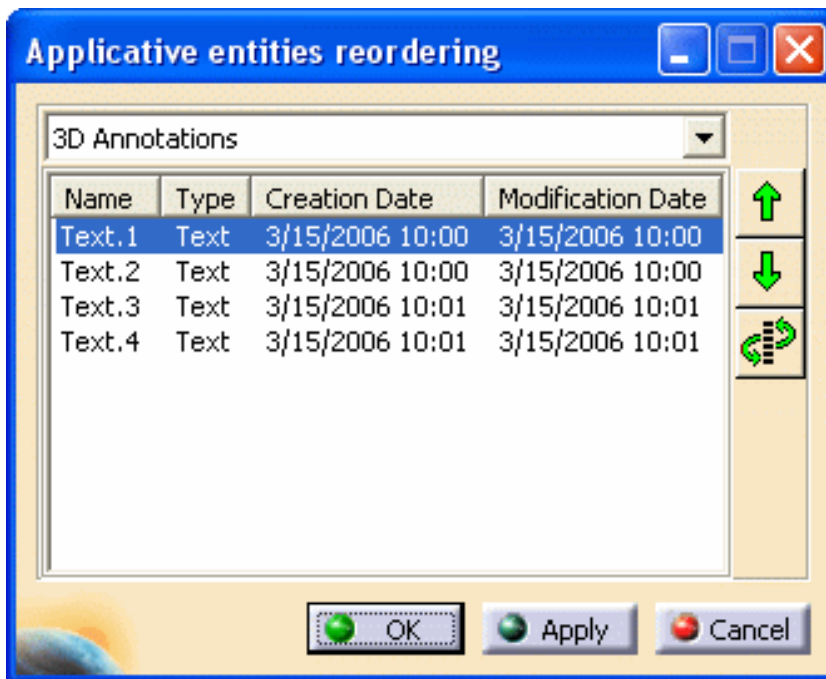 Applicative entities reordering
3D Annotations
Name Type Creation Date Modification Date
Text.1 Text 3/15/2006 10:00 3/15/2006 10:00
Text.2 Text 3/15/2006 10:00 3/15/2006 10:00
Text.3 Text 3/15/2006 10:01 3/15/2006 10:01
Text.4 Text 3/15/2006 10:01 3/15/2006 10:01
OK Apply Cancel